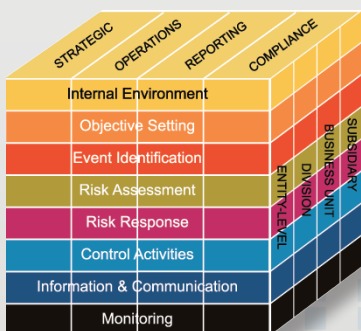 STRATEGIC
OPERATIONS
REPORTING
COMPLIANCE
Internal Environment
Objective Setting
Event Identification
Risk Assessment
Risk Response
Control Activities
Information & Communication
Monitoring
ENTITY-LEVEL
DIVISION
BUSINESS UNIT
SUBSIDIARY